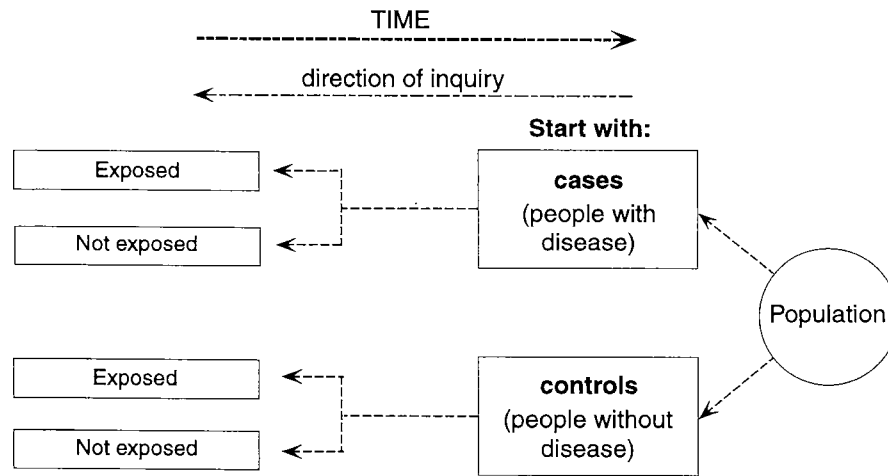 TIME
direction of inquiry
Start with:
Exposed
cases
(people with
disease)
Not exposed
Population
Exposed
controls
(people without
disease)
Not exposed